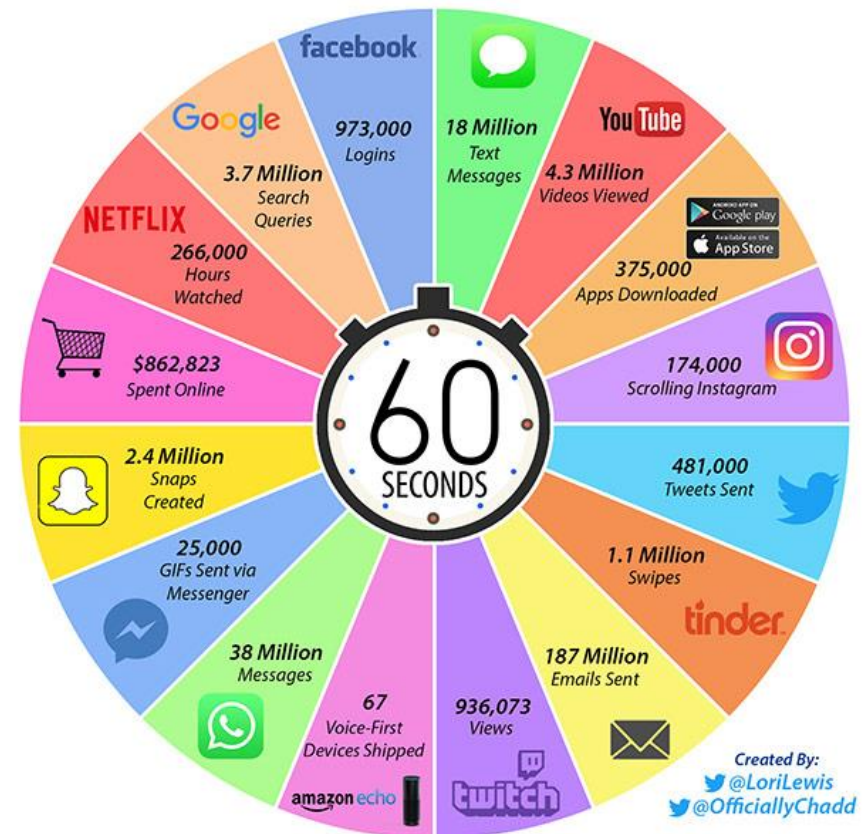 facebook
973,000
Logins
18 Million
Text
Messages
YouTube
4.3 Million
Videos Viewed
ANDROID APP ON
Google play
Available on the
App Store
375,000
Apps Downloaded
174,000
Scrolling Instagram
481,000
Tweets Sent
1.1 Million
Swipes
tinder
187 Million
Emails Sent
936,073
Views
twitch
67
Voice-First
Devices Shipped
amazon echo
38 Million
Messages
25,000
GIFs Sent via
Messenger
2.4 Million
Snaps
Created
$862,823
Spent Online
NETFLIX
266,000
Hours
Watched
Google
3.7 Million
Search
Queries
60
SECONDS
Created By:
@LoriLewis
@OfficiallyChadd